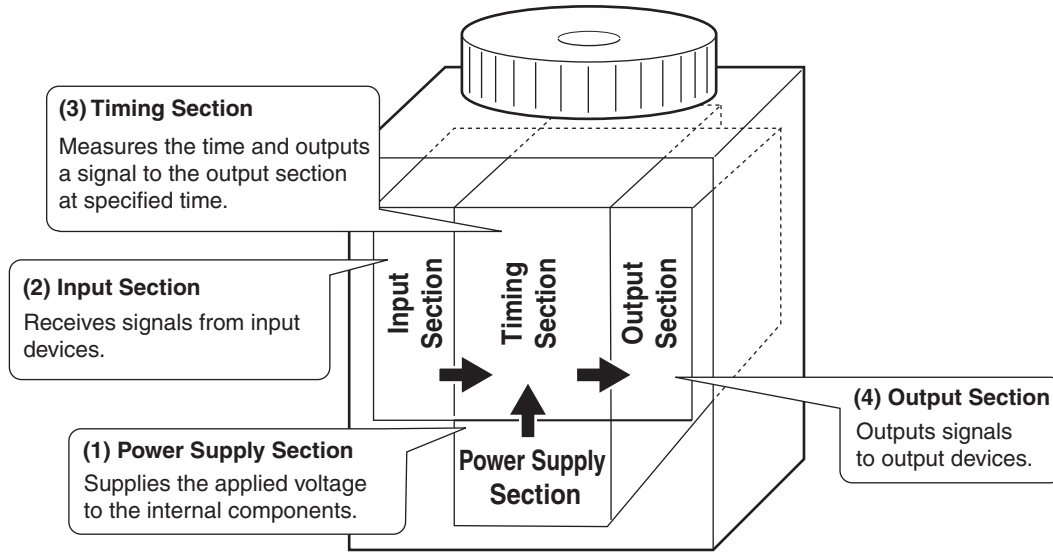 (3) Timing Section
Measures the time and outputs
a signal to the output section
at specified time.
(2) Input Section
Receives signals from input
devices.
(1) Power Supply Section
Supplies the applied voltage
to the internal components.
Input
Section
Timing
Section
Output
Section
Power Supply
Section
(4) Output Section
Outputs signals
to output devices.